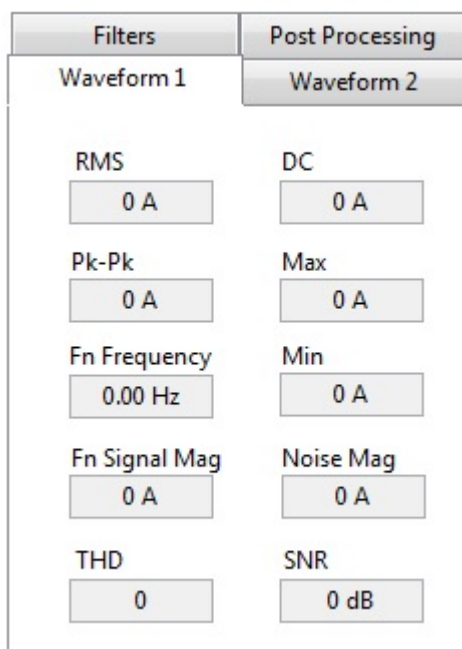 Filters Post Processing
Waveform 1 Waveform 2
RMS DC
0 A 0 A
Pk-Pk Max
0 A 0 A
Fn Frequency Min
0.00 Hz 0 A
Fn Signal Mag Noise Mag
0 A 0 A
THD SNR
0 0 dB